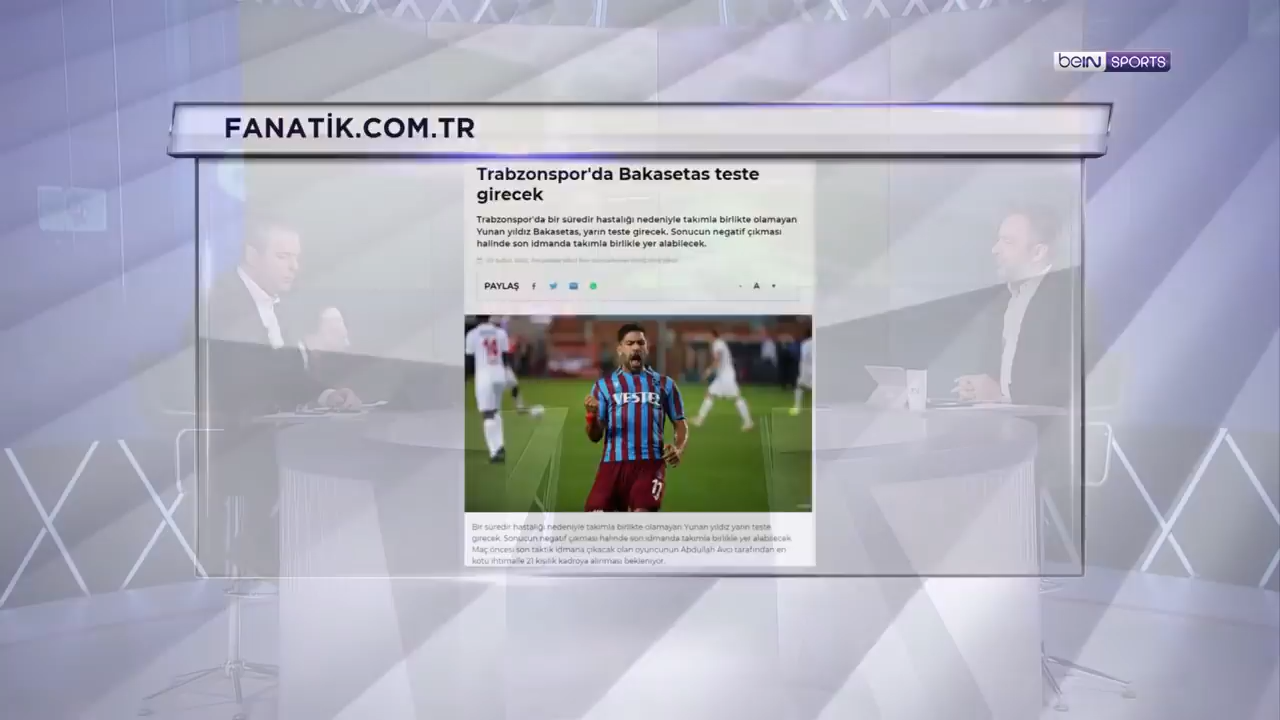 beIN SPORTS
FANATİK.COM.TR
Trabzonspor'da Bakasetas teste
girecek
Trabzonspor'da bir süredir hastalığı nedeniyle takımla birlikte olamayan
Yunan yıldız Bakasetas, yarın teste girecek. Sonucun negatif çıkması
halinde son idmanda takımla birlikte yer alabilecek.
PAYLAŞ
- A
14
VESTEL
11
Bir süredir hastalığı nedeniyle takımla birlikte olamayan Yunan yıldız yarın teste
girecek. Sonucun negatif çıkması halinde son idmanda takımla birlikte yer alabilecek.
Maç öncesi son taktik idmana çıkacak olan oyuncunun Abdullah Avcı tarafından en
kötü ihtimalle 21 kişilik kadroya alınması bekleniyor.